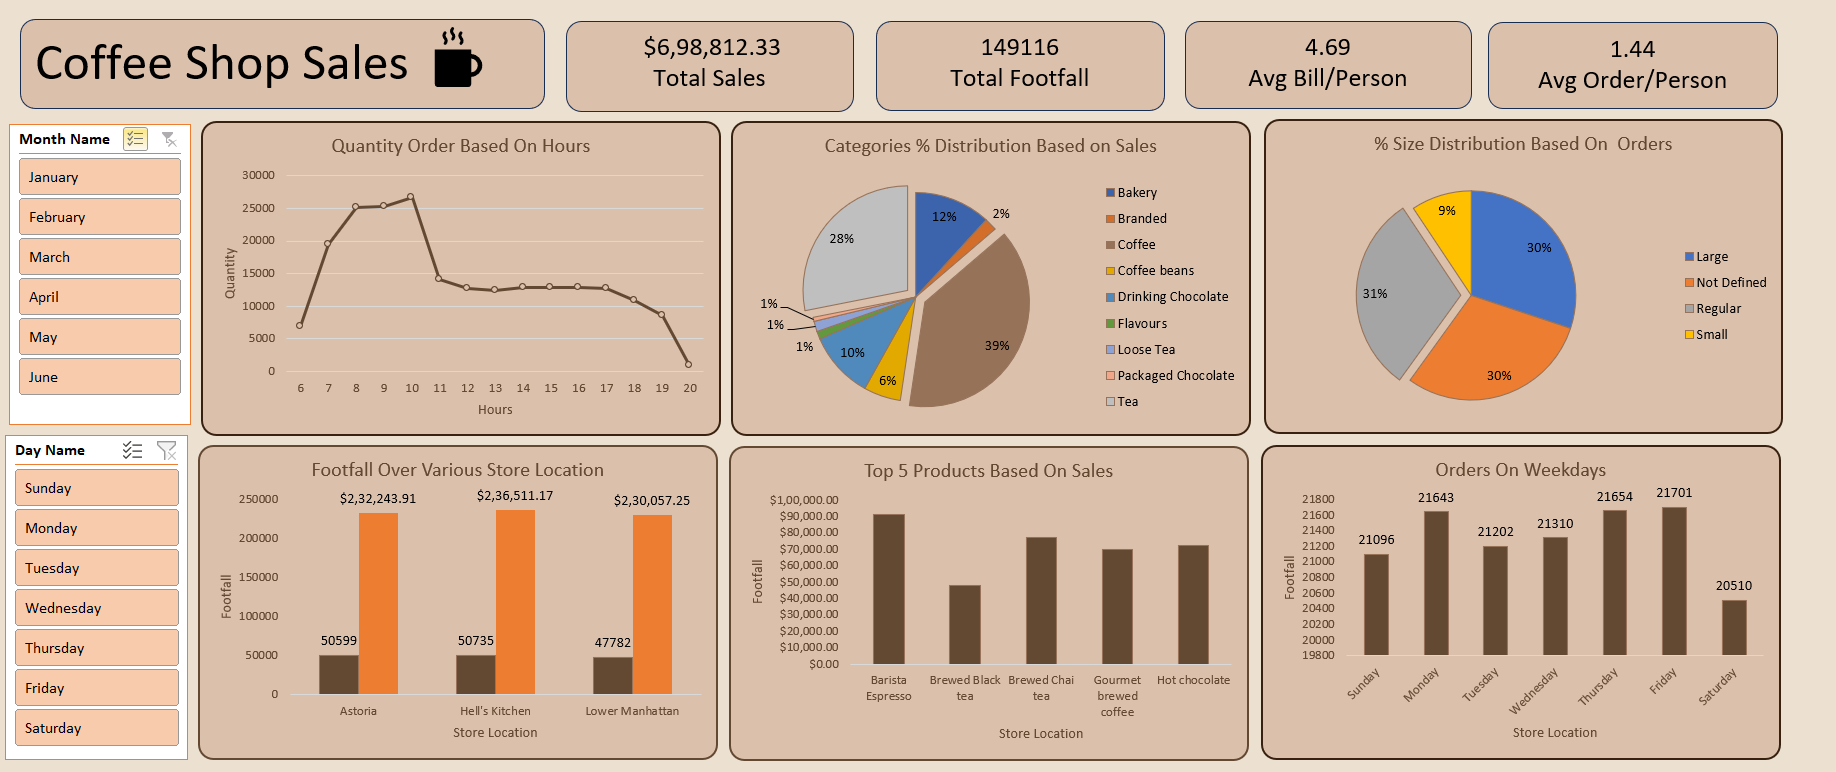 Coffee Shop Sales
$6,98,812.33
Total Sales
149116
Total Footfall
4.69
Avg Bill/Person
1.44
Avg Order/Person
Month Name
January
February
March
April
May
June
Day Name
Sunday
Monday
Tuesday
Wednesday
Thursday
Friday
Saturday
Quantity Order Based On Hours
Quantity
30000
25000
20000
15000
10000
5000
0
6 7 8 9 10 11 12 13 14 15 16 17 18 19 20
Hours
Categories % Distribution Based on Sales
12%
2%
39%
6%
10%
1%
1%
1%
28%
Bakery
Branded
Coffee
Coffee beans
Drinking Chocolate
Flavours
Loose Tea
Packaged Chocolate
Tea
% Size Distribution Based On Orders
30%
30%
31%
9%
Large
Not Defined
Regular
Small
Footfall Over Various Store Location
Footfall
250000
200000
150000
100000
50000
0
$2,32,243.91
$2,36,511.17
$2,30,057.25
50599
50735
47782
Astoria
Hell's Kitchen
Lower Manhattan
Store Location
Top 5 Products Based On Sales
Footfall
$1,00,000.00
$90,000.00
$80,000.00
$70,000.00
$60,000.00
$50,000.00
$40,000.00
$30,000.00
$20,000.00
$10,000.00
$0.00
Barista
Espresso
Brewed Black
tea
Brewed Chai
tea
Gourmet
brewed
coffee
Hot chocolate
Store Location
Orders On Weekdays
Footfall
21800
21600
21400
21200
21000
20800
20600
20400
20200
20000
19800
21096
21643
21202
21310
21654
21701
20510
Sunday
Monday
Tuesday
Wednesday
Thursday
Friday
Saturday
Store Location